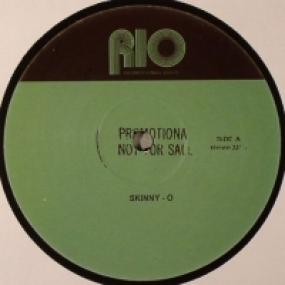 RIO
PROMOTIONA
NOT FOR SALE
SIDE A
SKINNY - O